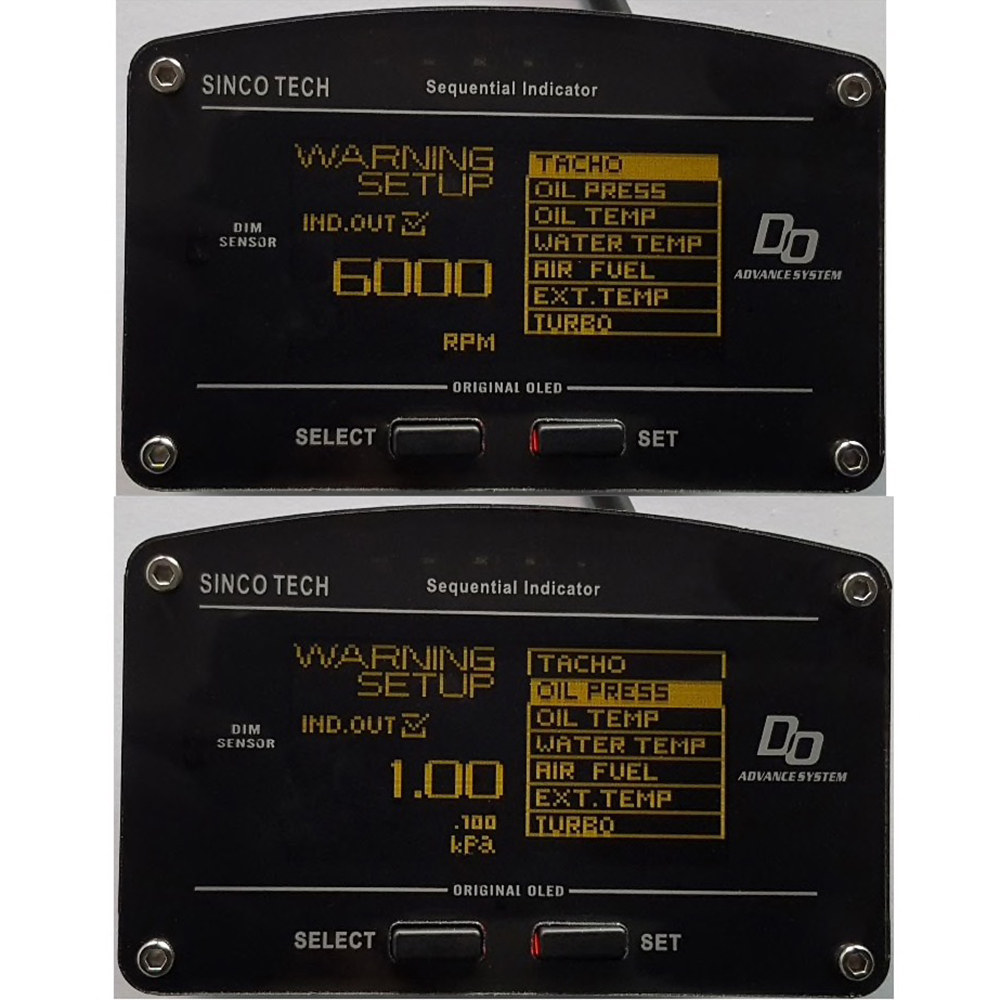 SINCO TECH
Sequential Indicator
WARNING
SETUP
IND.OUT
6000
RPM
TACHO
OIL PRESS
OIL TEMP
WATER TEMP
AIR FUEL
EXT.TEMP
TURBO
DIM
SENSOR
DO
ADVANCE SYSTEM
ORIGINAL OLED
SELECT
SET
SINCO TECH
Sequential Indicator
WARNING
SETUP
IND.OUT
1.00
.100
kPa
TACHO
OIL PRESS
OIL TEMP
WATER TEMP
AIR FUEL
EXT.TEMP
TURBO
DIM
SENSOR
DO
ADVANCE SYSTEM
ORIGINAL OLED
SELECT
SET